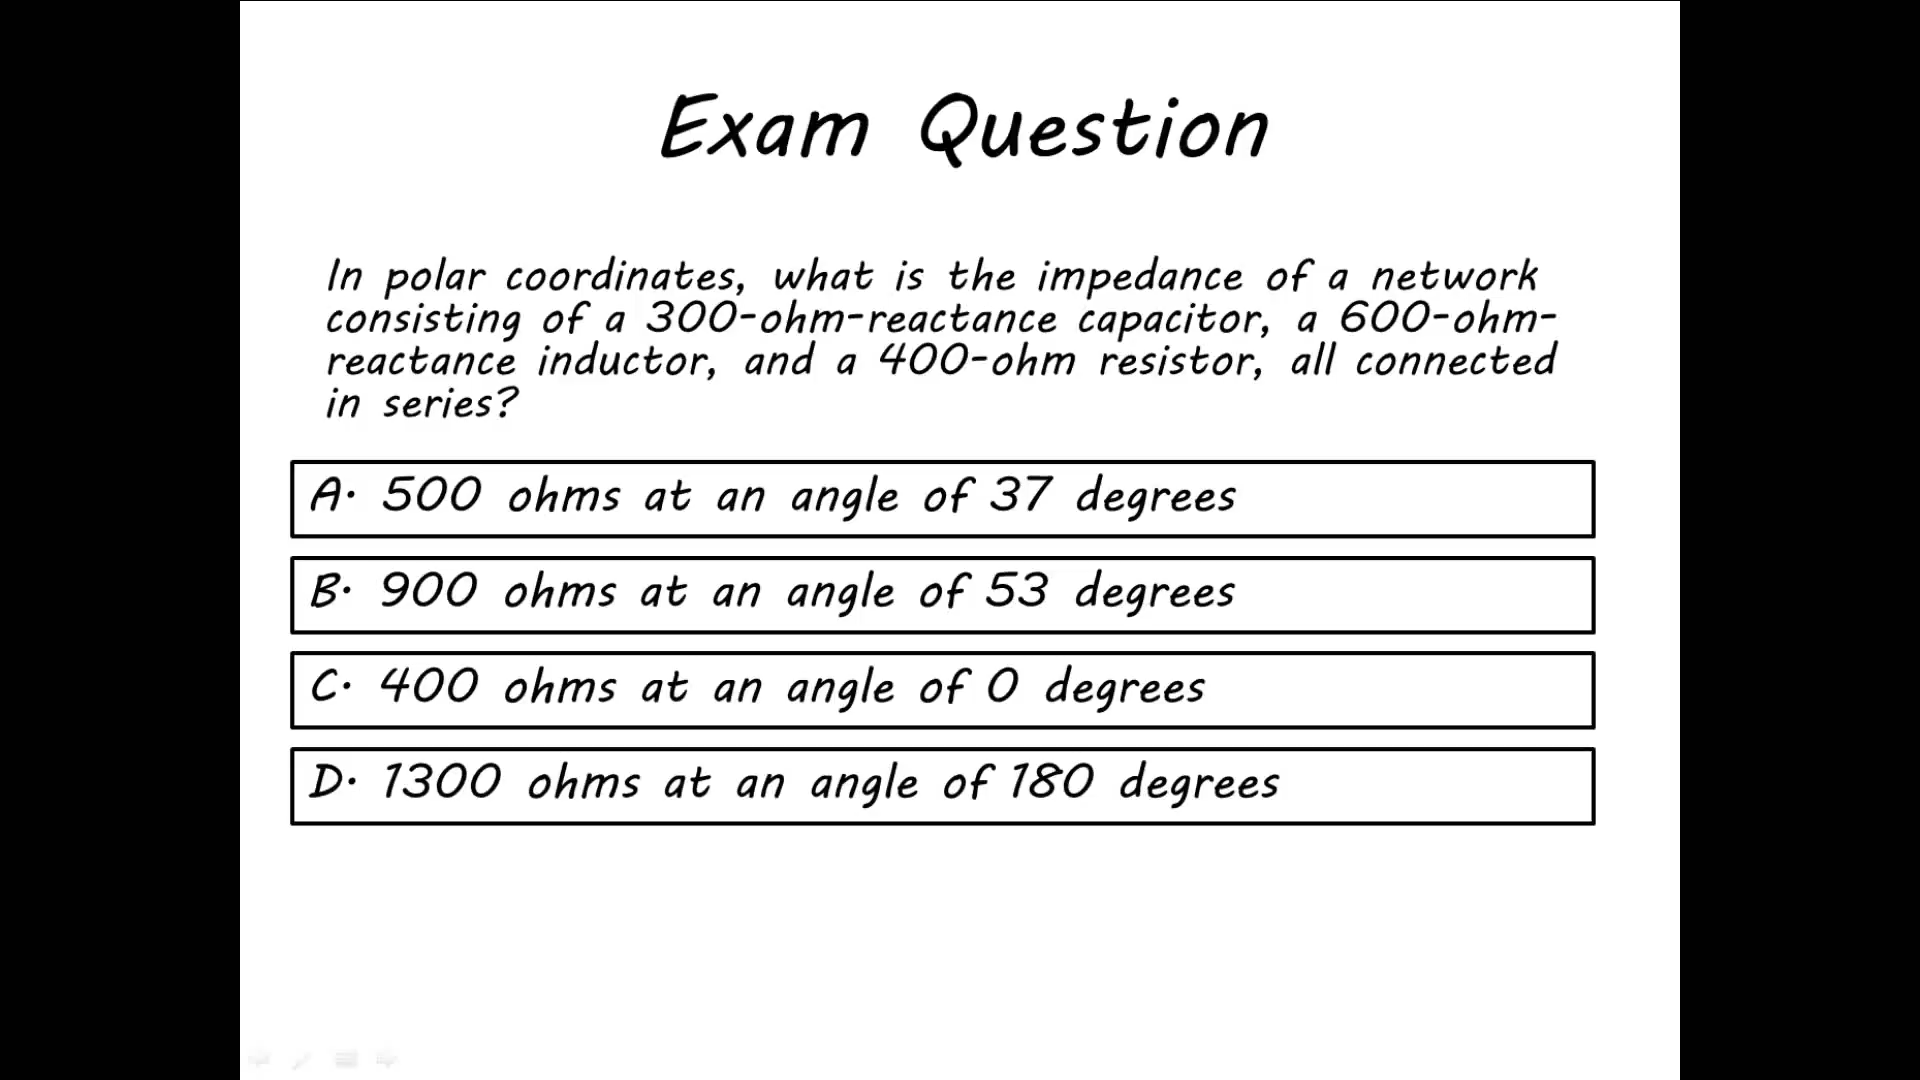 Exam Question
In polar coordinates, what is the impedance of a network
consisting of a 300-ohm-reactance capacitor, a 600-ohm-
reactance inductor, and a 400-ohm resistor, all connected
in series?
A. 500 ohms at an angle of 37 degrees
B. 900 ohms at an angle of 53 degrees
C. 400 ohms at an angle of 0 degrees
D. 1300 ohms at an angle of 180 degrees